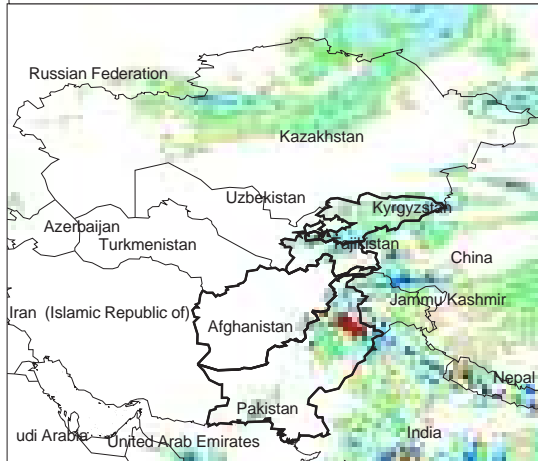 Russian Federation
Kazakhstan
Uzbekistan
Kyrgyzstan
Azerbaijan
Turkmenistan
Tajikistan
China
Jammu Kashmir
Iran (Islamic Republic of)
Afghanistan
Nepal
Pakistan
udi Arabia
United Arab Emirates
India